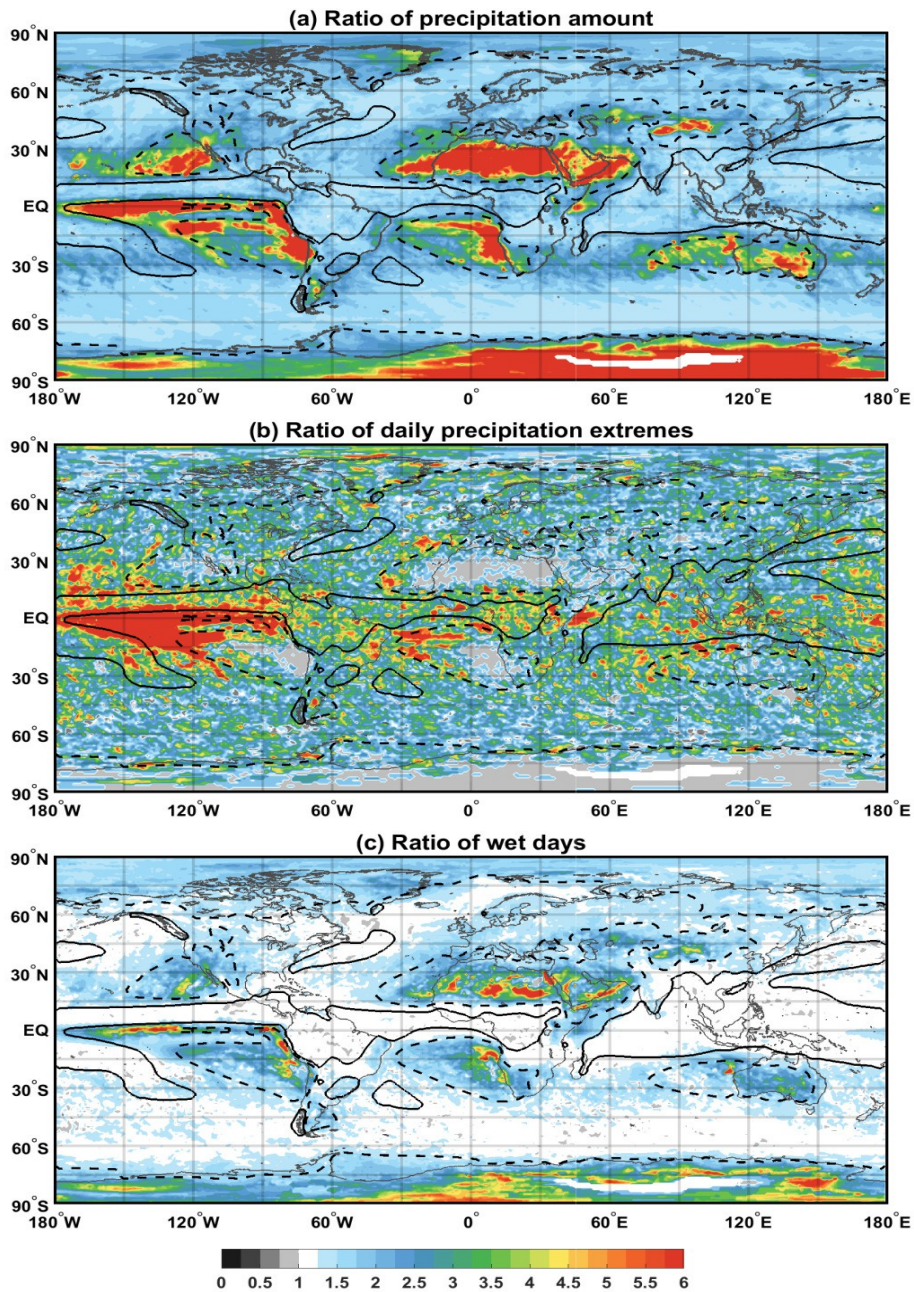 (a) Ratio of precipitation amount
90°N
60°N
30°N
EQ
30°S
60°S
90°S
180°W 120°W 60°W 0° 60°E 120°E 180°E
(b) Ratio of daily precipitation extremes
90°N
60°N
30°N
EQ
30°S
60°S
90°S
180°W 120°W 60°W 0° 60°E 120°E 180°E
(c) Ratio of wet days
90°N
60°N
30°N
EQ
30°S
60°S
90°S
180°W 120°W 60°W 0° 60°E 120°E 180°E
0 0.5 1 1.5 2 2.5 3 3.5 4 4.5 5 5.5 6